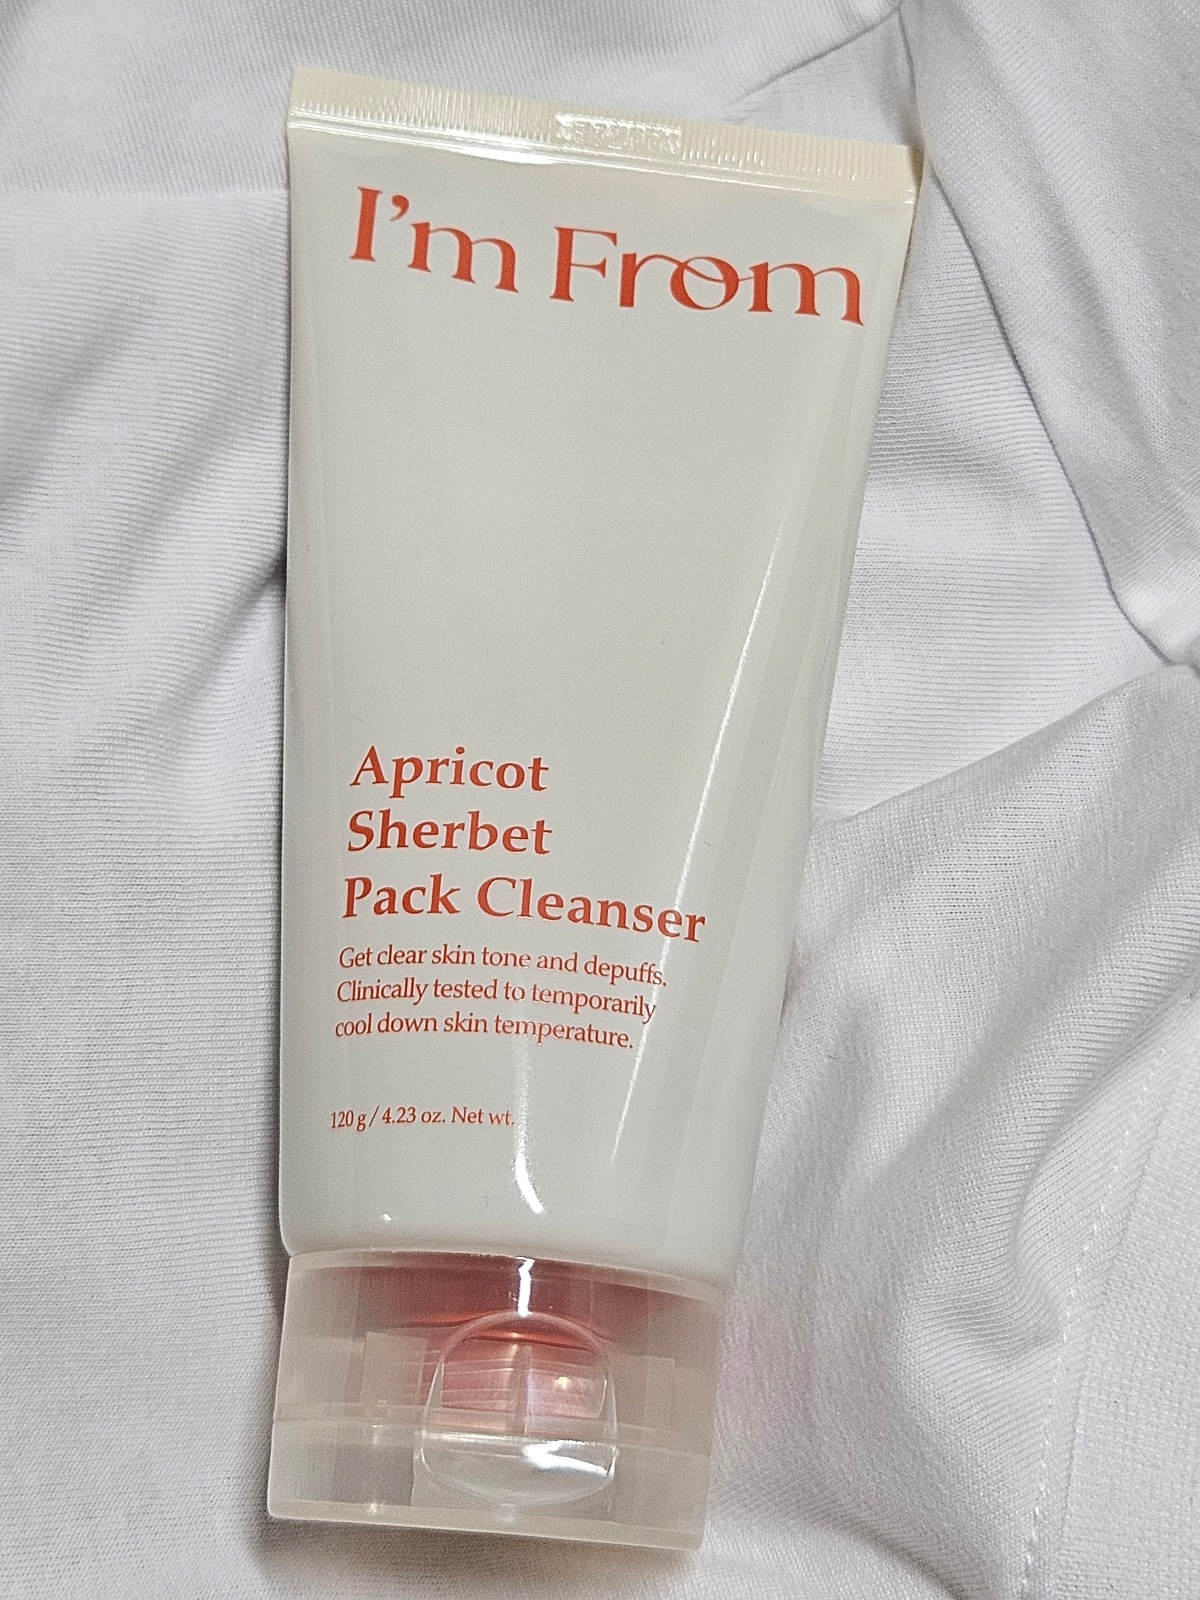 I'm From
Apricot
Sherbet
Pack Cleanser
Get clear skin tone and depuffs.
Clinically tested to temporarily
cool down skin temperature.
120 g / 4.23 oz. Net wt.